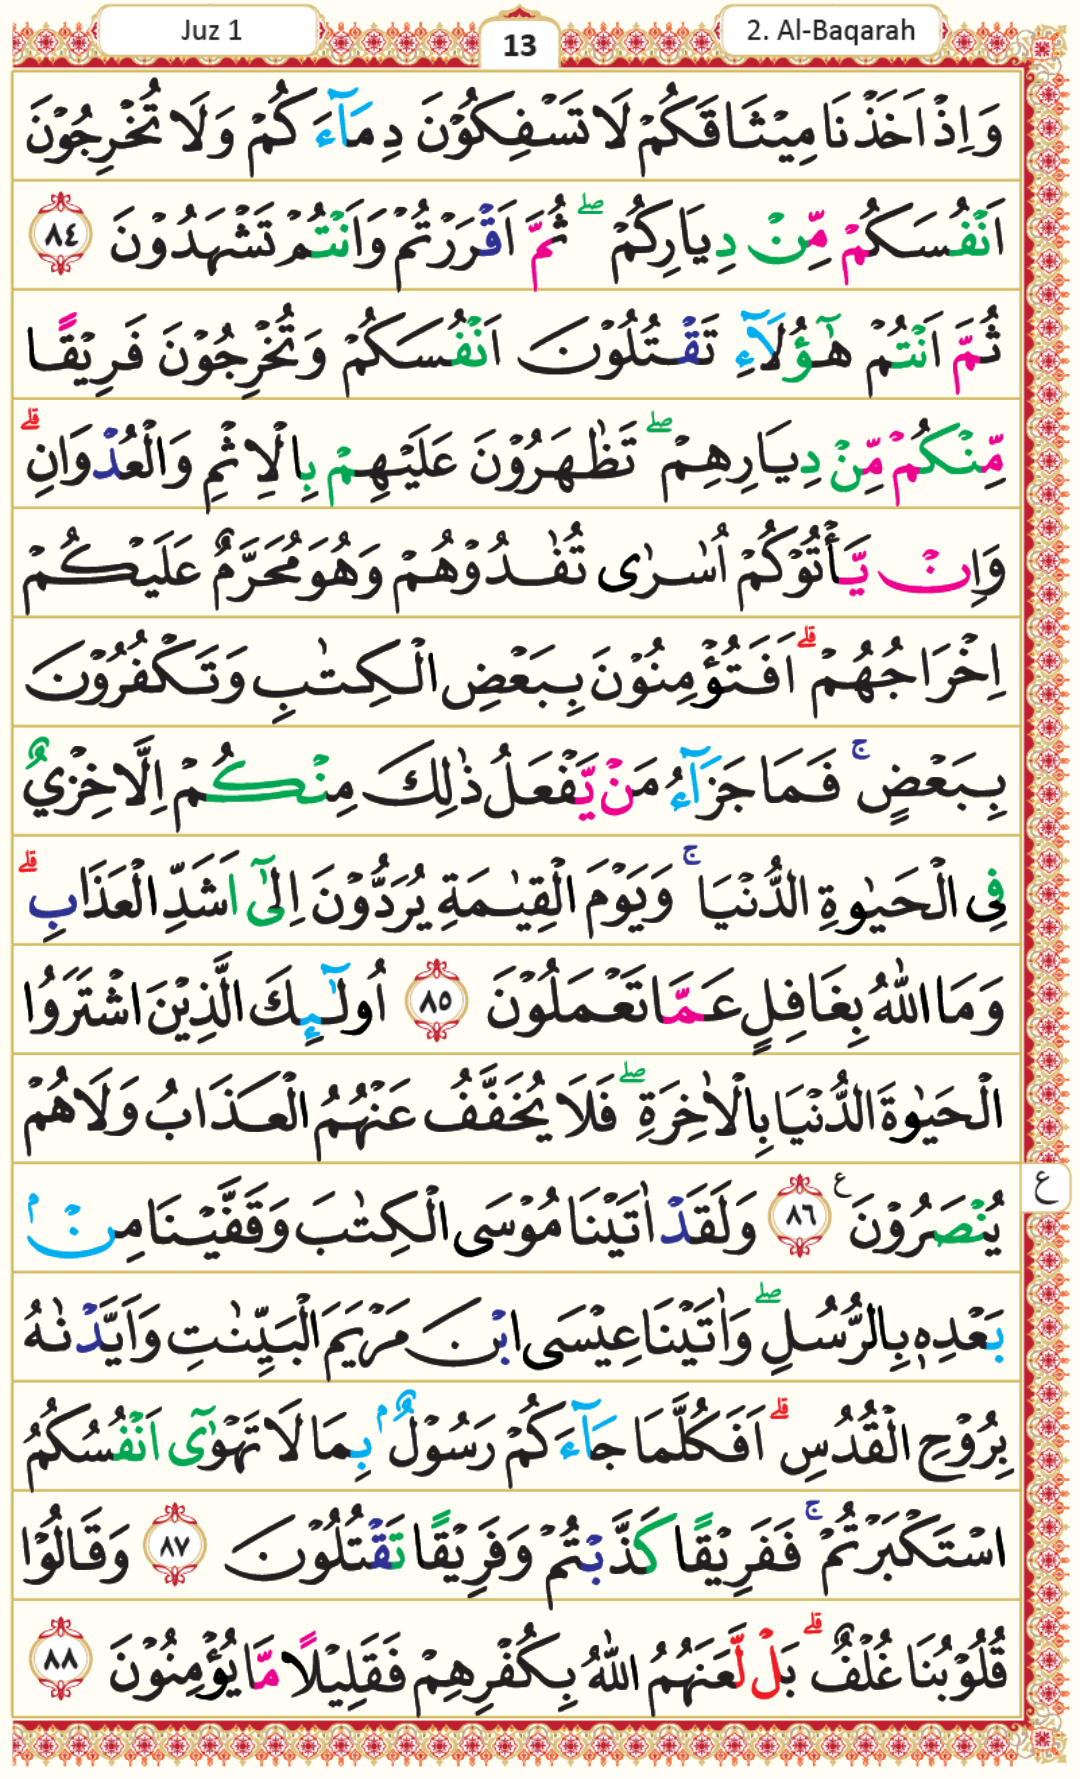 Juz 1
13
2. Al-Baqarah
وَاِذْ اَخَذْنَا مِيْثَاقَكُمْ لَا تَسْفِكُوْنَ دِمَآءَكُمْ وَلَا تُخْرِجُوْنَ
اَنْفُسَكُمْ مِّنْ دِيَارِكُمْ ۖ ثُمَّ اَقْرَرْتُمْ وَاَنْتُمْ تَشْهَدُوْنَ ٨٤
ثُمَّ اَنْتُمْ هٰٓؤُلَآءِ تَقْتُلُوْنَ اَنْفُسَكُمْ وَتُخْرِجُوْنَ فَرِيْقًا
مِّنْكُمْ مِّنْ دِيَارِهِمْ ۖ تَظٰهَرُوْنَ عَلَيْهِمْ بِالْاِثْمِ وَالْعُدْوَانِ ۗ
وَاِنْ يَّأْتُوْكُمْ اُسٰرٰى تُفٰدُوْهُمْ وَهُوَ مُحَرَّمٌ عَلَيْكُمْ
اِخْرَاجُهُمْ ۗ اَفَتُؤْمِنُوْنَ بِبَعْضِ الْكِتٰبِ وَتَكْفُرُوْنَ
بِبَعْضٍ ۚ فَمَا جَزَآءُ مَنْ يَّفْعَلُ ذٰلِكَ مِنْكُمْ اِلَّا خِزْيٌ
فِى الْحَيٰوةِ الدُّنْيَا ۚ وَيَوْمَ الْقِيٰمَةِ يُرَدُّوْنَ اِلٰٓى اَشَدِّ الْعَذَابِ ۗ
وَمَا اللّٰهُ بِغَافِلٍ عَمَّا تَعْمَلُوْنَ ٨٥ اُولٰٓئِكَ الَّذِيْنَ اشْتَرَوُا
الْحَيٰوةَ الدُّنْيَا بِالْاٰخِرَةِ ۖ فَلَا يُخَفَّفُ عَنْهُمُ الْعَذَابُ وَلَا هُمْ
يُنْصَرُوْنَ ࣖ ٨٦ وَلَقَدْ اٰتَيْنَا مُوْسَى الْكِتٰبَ وَقَفَّيْنَا مِنْۢ
ع
بَعْدِهٖ بِالرُّسُلِ ۖ وَاٰتَيْنَا عِيْسَى ابْنَ مَرْيَمَ الْبَيِّنٰتِ وَاَيَّدْنٰهُ
بِرُوْحِ الْقُدُسِ ۗ اَفَكُلَّمَا جَآءَكُمْ رَسُوْلٌۢ بِمَا لَا تَهْوٰٓى اَنْفُسُكُمُ
اسْتَكْبَرْتُمْ ۚ فَفَرِيْقًا كَذَّبْتُمْ وَفَرِيْقًا تَقْتُلُوْنَ ٨٧ وَقَالُوْا
قُلُوْبُنَا غُلْفٌ ۗ بَلْ لَّعَنَهُمُ اللّٰهُ بِكُفْرِهِمْ فَقَلِيْلًا مَّا يُؤْمِنُوْنَ ٨٨